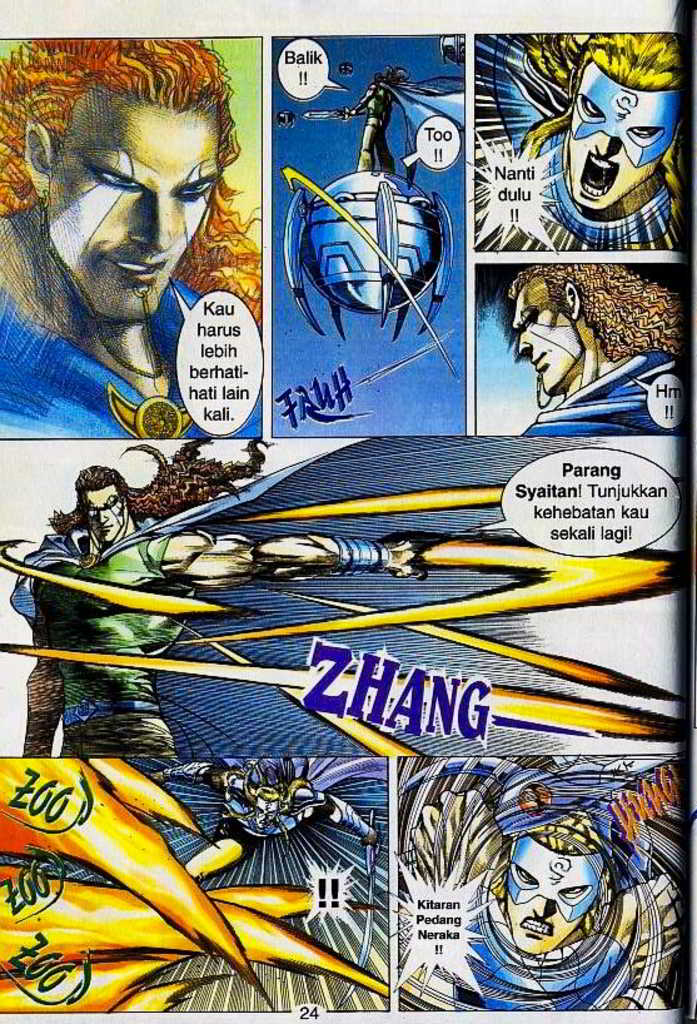 Kau
harus
lebih
berhati-
hati lain
kali.
Balik
!!
Too
!!
Nanti
dulu
!!
Hm
!!
Parang
Syaitan! Tunjukkan
kehebatan kau
sekali lagi!
ZHANG
ZOO
ZOO
ZOO
!!
Kitaran
Pedang
Neraka
!!
24